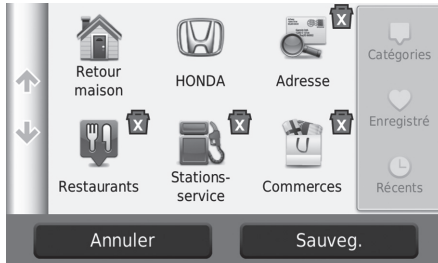 Retour
maison
HONDA
Adresse
Catégories
Restaurants
Stations-
service
Commerces
Enregistré
Récents
Annuler
Sauveg.